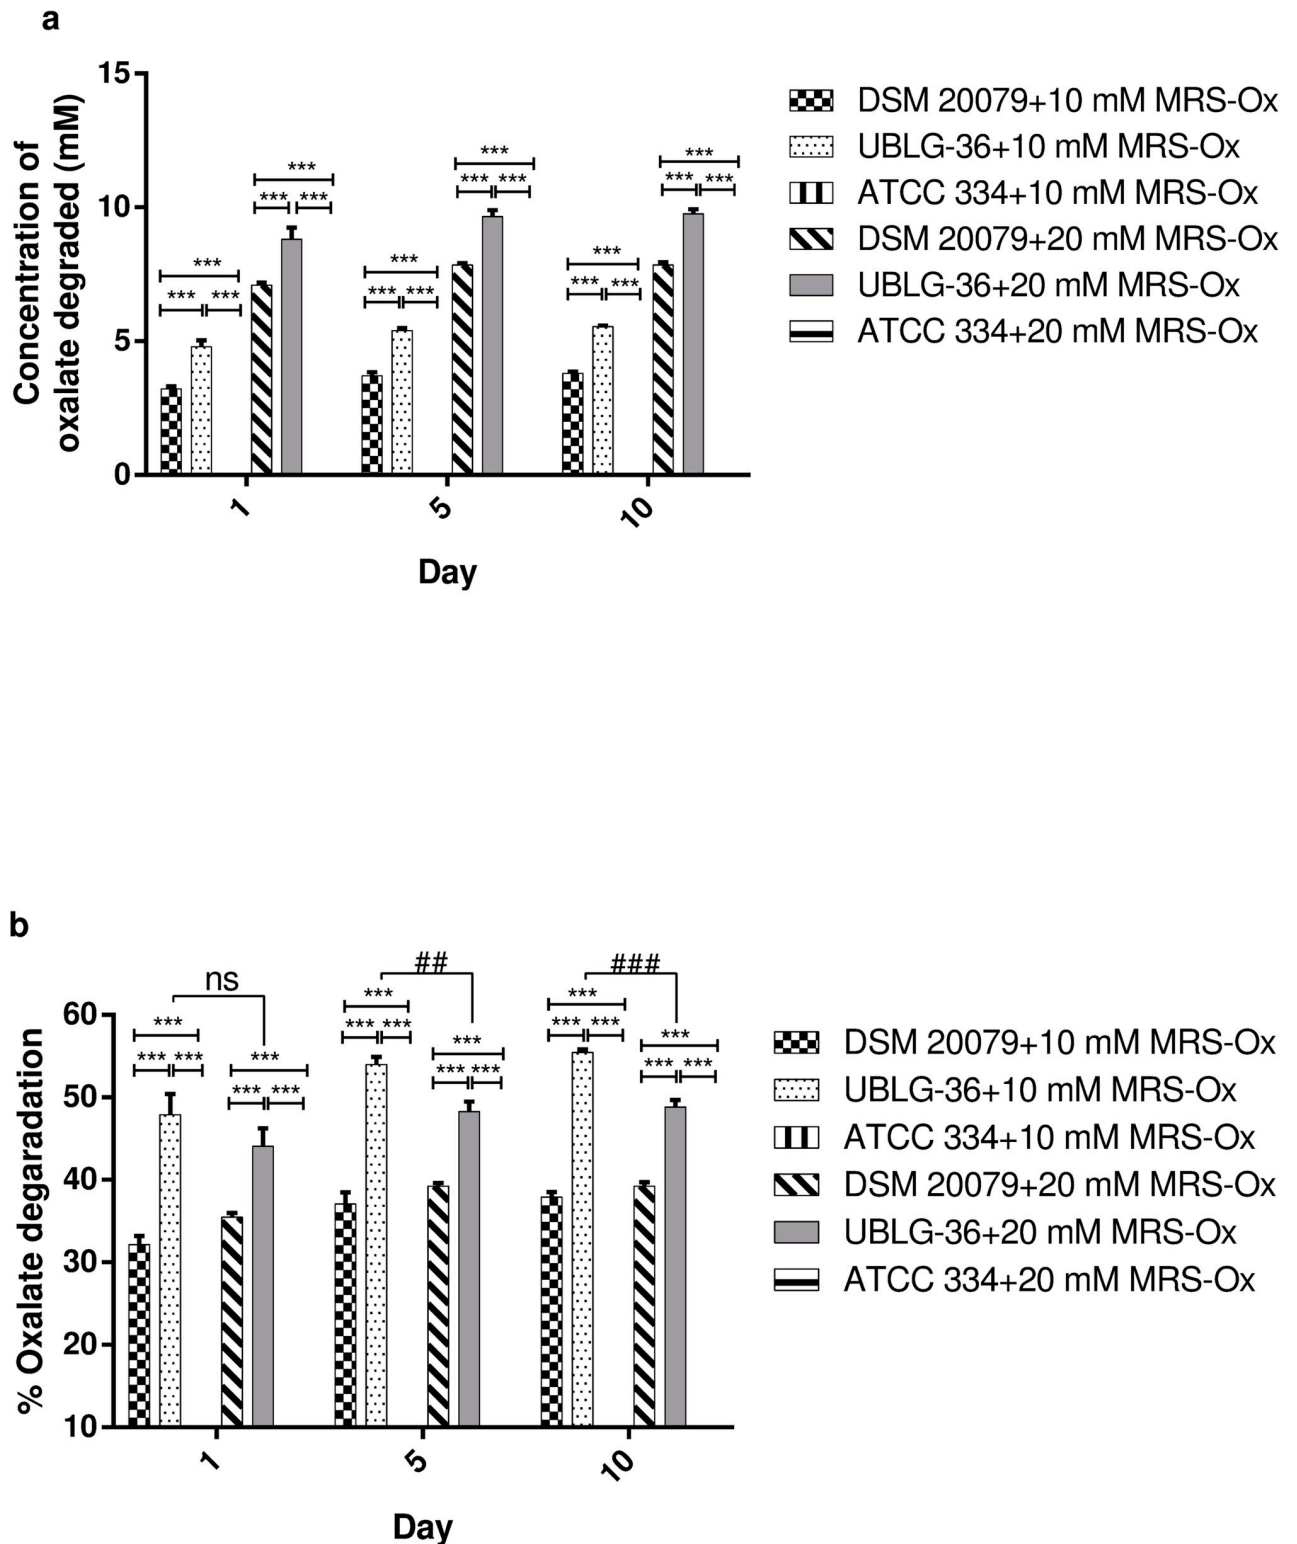 a
Concentration of
oxalate degraded (mM)
15
10
5
0
*** *** ***
*** *** ***
*** *** ***
*** *** ***
*** *** ***
*** *** ***
1 5 10
Day
DSM 20079+10 mM MRS-Ox
UBLG-36+10 mM MRS-Ox
ATCC 334+10 mM MRS-Ox
DSM 20079+20 mM MRS-Ox
UBLG-36+20 mM MRS-Ox
ATCC 334+20 mM MRS-Ox
b
% Oxalate degaradation
60
50
40
30
20
10
ns
##
###
*** *** ***
*** *** ***
*** *** ***
*** *** ***
*** *** ***
*** *** ***
1 5 10
Day
DSM 20079+10 mM MRS-Ox
UBLG-36+10 mM MRS-Ox
ATCC 334+10 mM MRS-Ox
DSM 20079+20 mM MRS-Ox
UBLG-36+20 mM MRS-Ox
ATCC 334+20 mM MRS-Ox